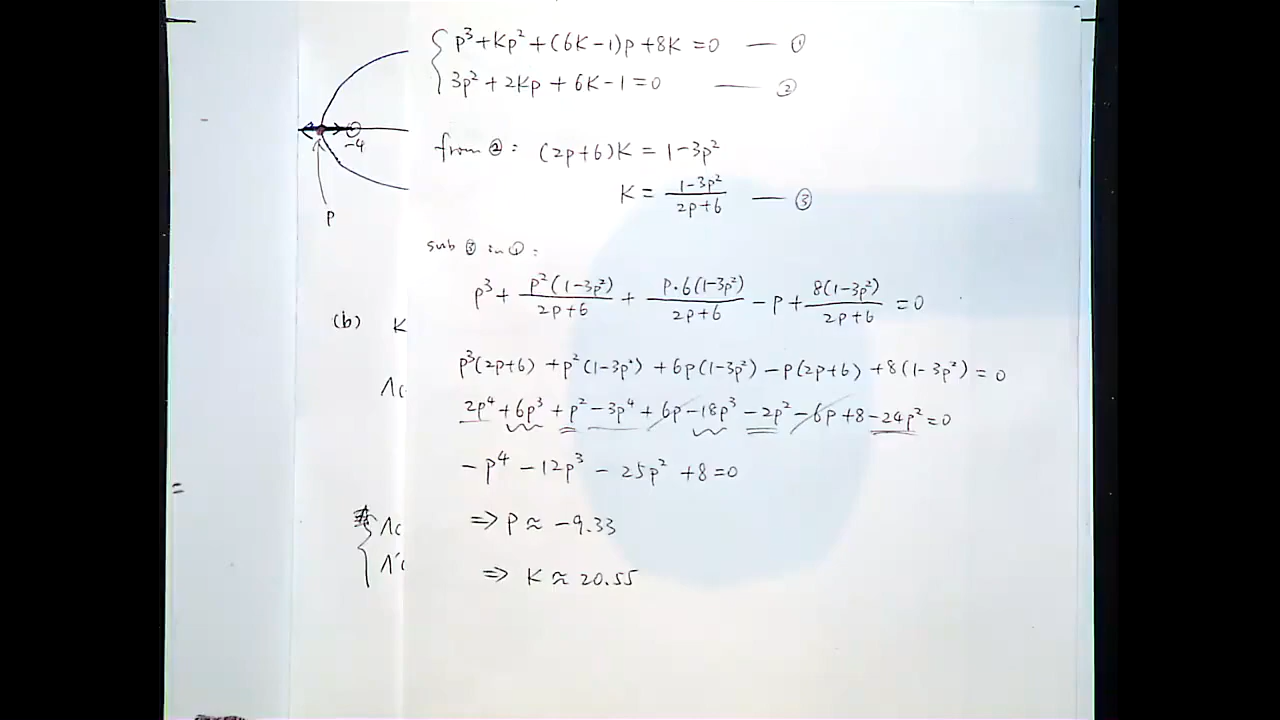 p³+Kp²+(6K-1)p+8K=0 — ①
3p²+2Kp+6K-1=0 — ②
-4
from ②: (2p+6)K = 1-3p²
K = (1-3p²)/(2p+6) — ③
P
sub ③ in ①:
p³ + p²(1-3p²)/(2p+6) + p·6(1-3p²)/(2p+6) - p + 8(1-3p²)/(2p+6) = 0
(b) K
p³(2p+6) + p²(1-3p²) + 6p(1-3p²) - p(2p+6) + 8(1-3p²) = 0
Λ(
2p⁴+6p³+p²-3p⁴+6p-18p³-2p²-6p+8-24p²=0
-p⁴-12p³-25p²+8=0
Λ( ⇒ p ≈ -9.33
Λ'(
⇒ K ≈ 20.55